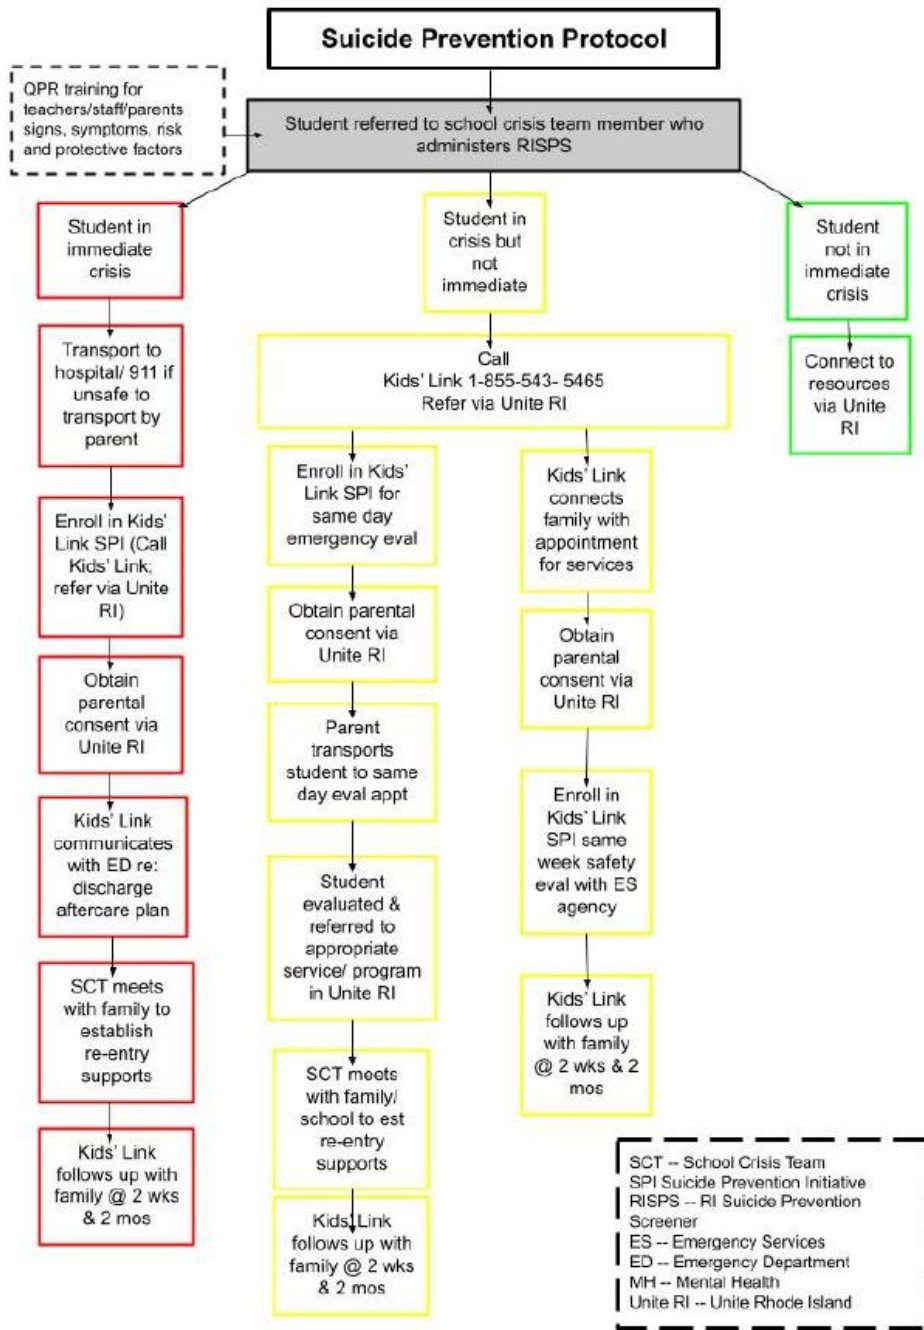 Suicide Prevention Protocol
QPR training for
teachers/staff/parents
signs, symptoms, risk
and protective factors
Student referred to school crisis team member who
administers RISPS
Student in
immediate
crisis
Transport to
hospital/ 911 if
unsafe to
transport by
parent
Enroll in Kids'
Link SPI (Call
Kids' Link;
refer via Unite
RI)
Obtain
parental
consent via
Unite RI
Kids' Link
communicates
with ED re:
discharge
aftercare plan
SCT meets
with family to
establish
re-entry
supports
Kids' Link
follows up with
family @ 2 wks
& 2 mos
Student in
crisis but
not
immediate
Call
Kids' Link 1-855-543- 5465
Refer via Unite RI
Enroll in Kids'
Link SPI for
same day
emergency eval
Obtain parental
consent via
Unite RI
Parent
transports
student to same
day eval appt
Student
evaluated &
referred to
appropriate
service/ program
in Unite RI
SCT meets
with family/
school to est
re-entry
supports
Kids' Link
follows up with
family @ 2 wks
& 2 mos
Kids' Link
connects
family with
appointment
for services
Obtain
parental
consent via
Unite RI
Enroll in
Kids' Link
SPI same
week safety
eval with ES
agency
Kids' Link
follows up
with family
@ 2 wks & 2
mos
Student
not in
immediate
crisis
Connect to
resources
via Unite
RI
SCT -- School Crisis Team
SPI Suicide Prevention Initiative
RISPS -- RI Suicide Prevention
Screener
ES -- Emergency Services
ED -- Emergency Department
MH -- Mental Health
Unite RI -- Unite Rhode Island